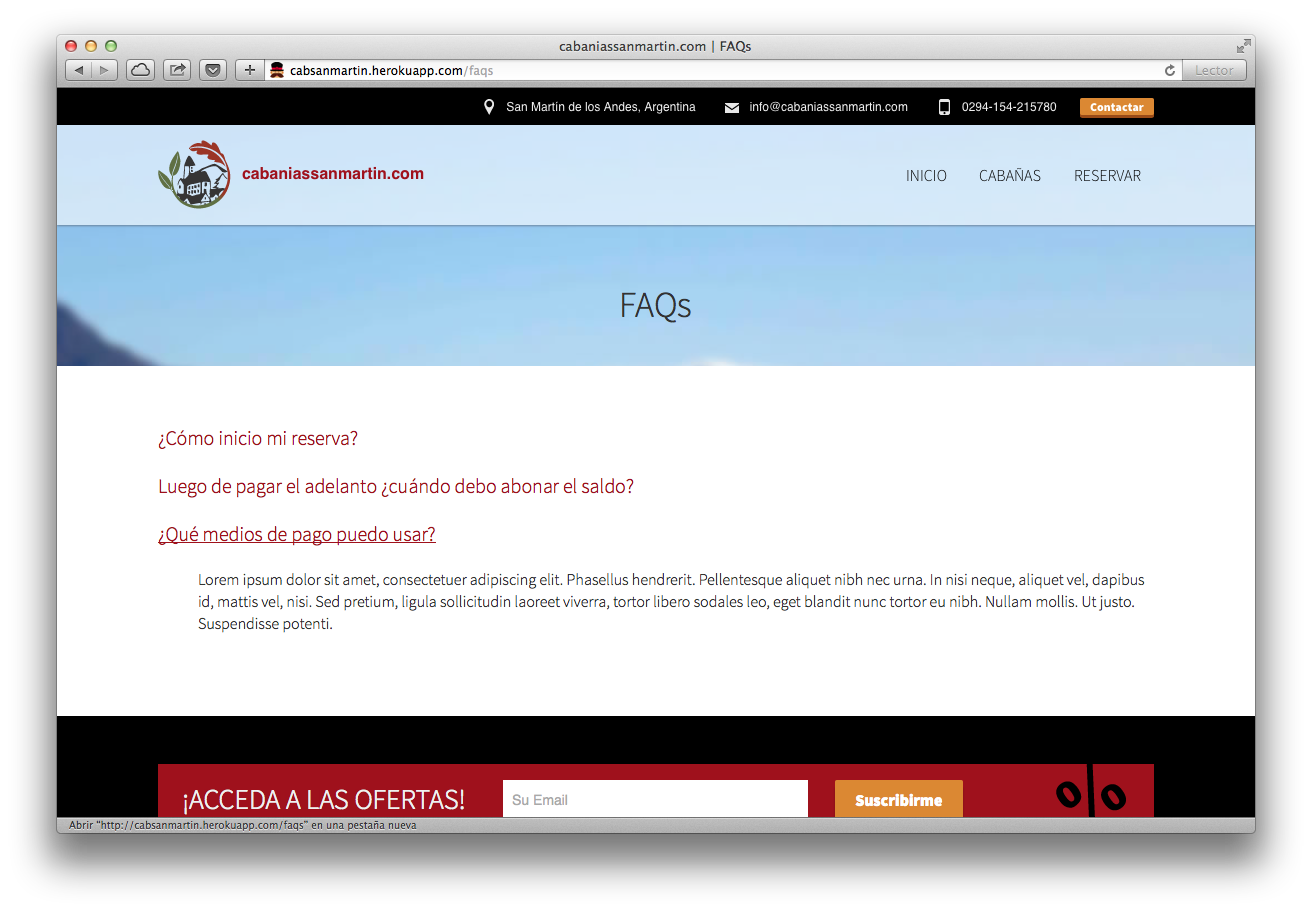 cabaniassanmartin.com | FAQs
cabsanmartin.herokuapp.com/faqs
Lector
San Martín de los Andes, Argentina
info@cabaniassanmartin.com
0294-154-215780
Contactar
cabaniassanmartin.com
INICIO
CABAÑAS
RESERVAR
FAQs
¿Cómo inicio mi reserva?
Luego de pagar el adelanto ¿cuándo debo abonar el saldo?
¿Qué medios de pago puedo usar?
Lorem ipsum dolor sit amet, consectetuer adipiscing elit. Phasellus hendrerit. Pellentesque aliquet nibh nec urna. In nisi neque, aliquet vel, dapibus
id, mattis vel, nisi. Sed pretium, ligula sollicitudin laoreet viverra, tortor libero sodales leo, eget blandit nunc tortor eu nibh. Nullam mollis. Ut justo.
Suspendisse potenti.
¡ACCEDA A LAS OFERTAS!
Su Email
Suscribirme
%
Abrir "http://cabsanmartin.herokuapp.com/faqs" en una pestaña nueva